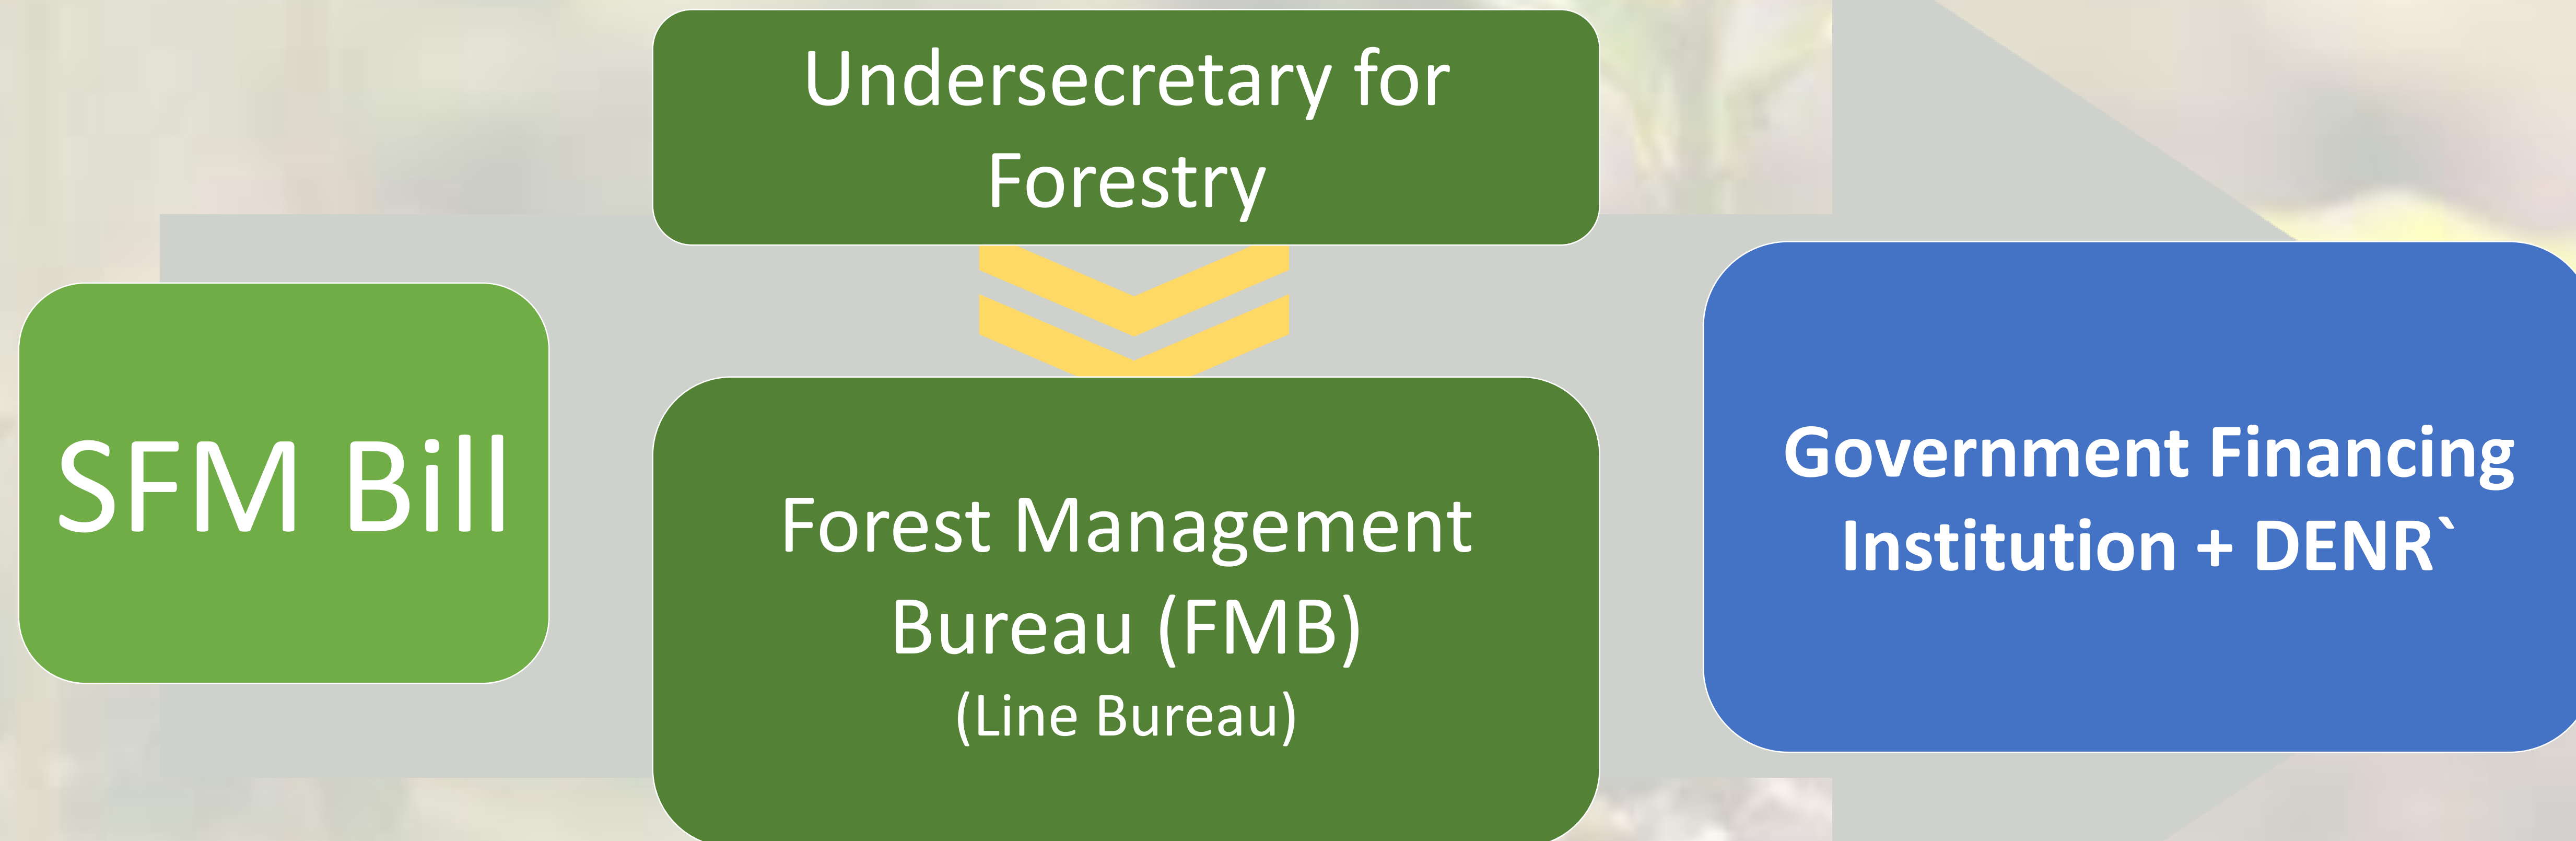 Undersecretary for
Forestry
SFM Bill
Forest Management
Bureau (FMB)
(Line Bureau)
Government Financing
Institution + DENR`